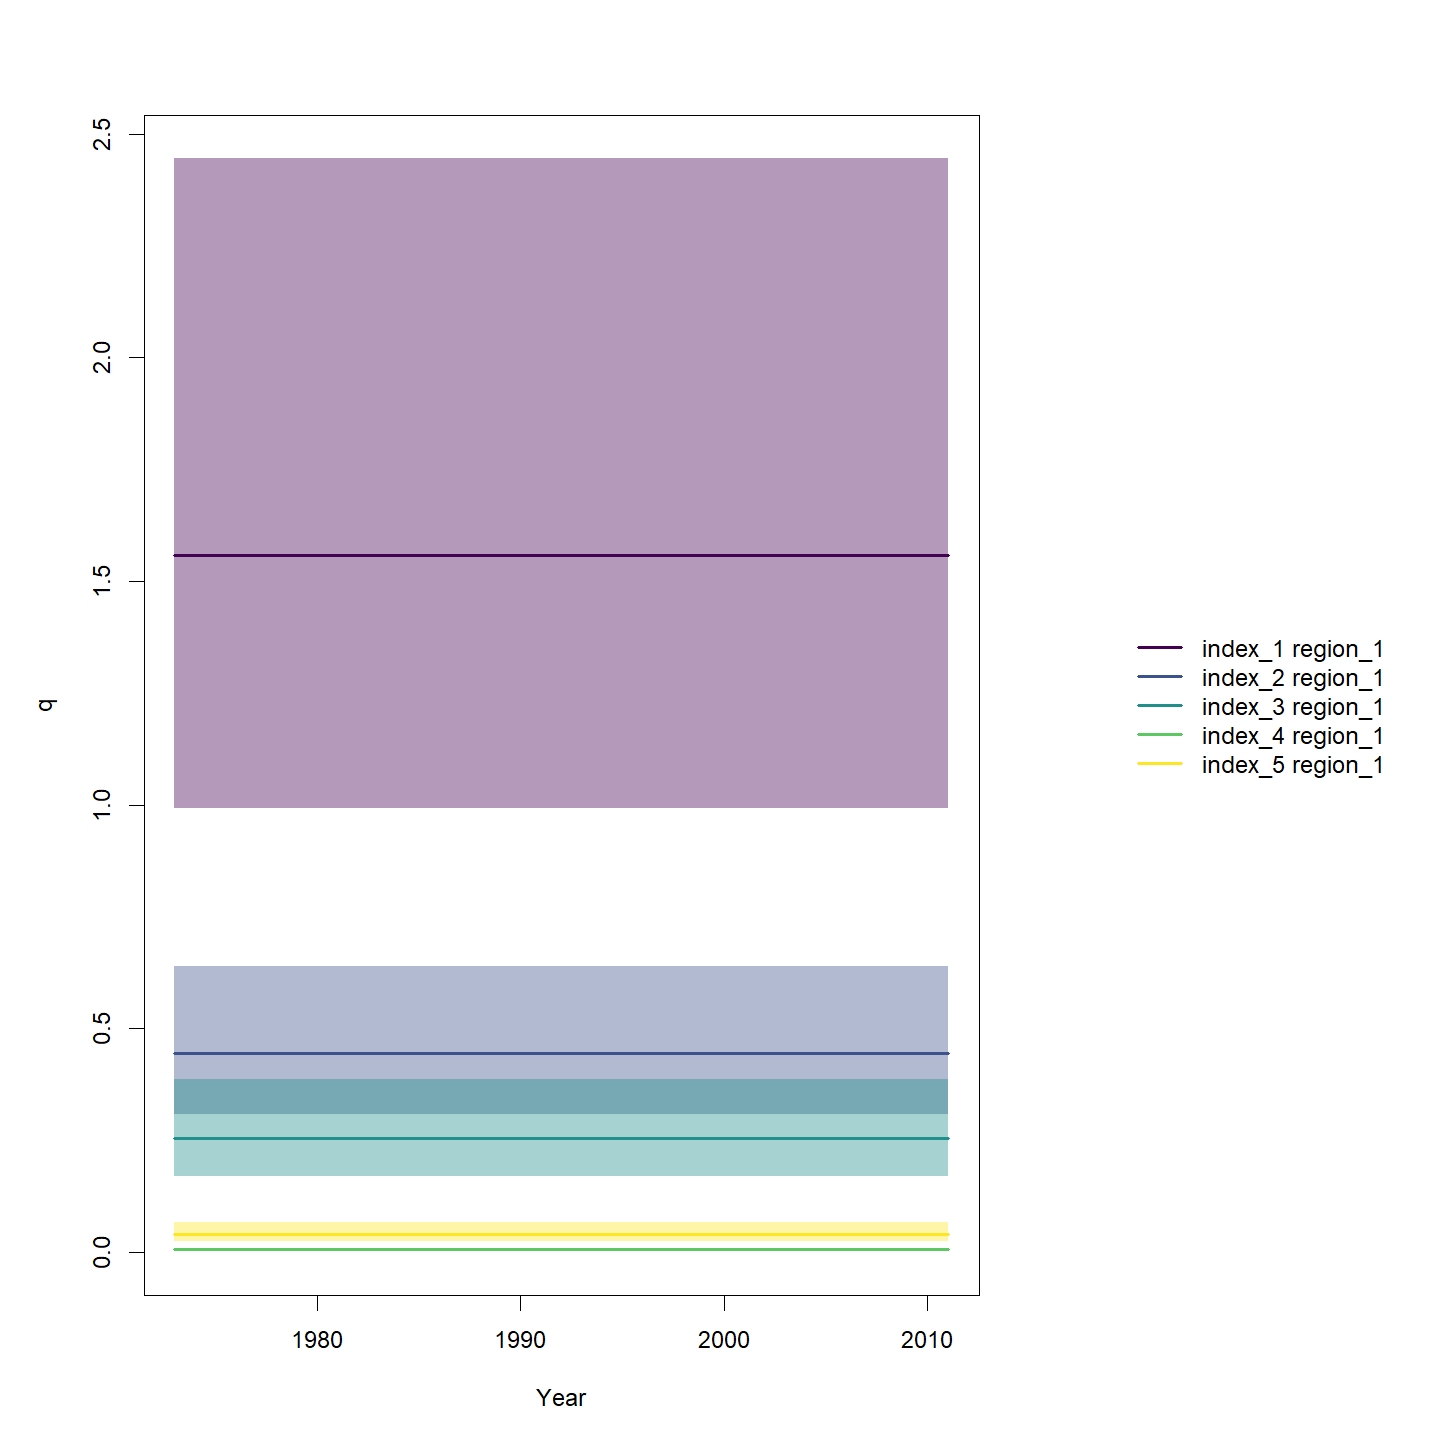 2.5
2.0
1.5
1.0
0.5
0.0
q
1980 1990 2000 2010
Year
index_1 region_1
index_2 region_1
index_3 region_1
index_4 region_1
index_5 region_1